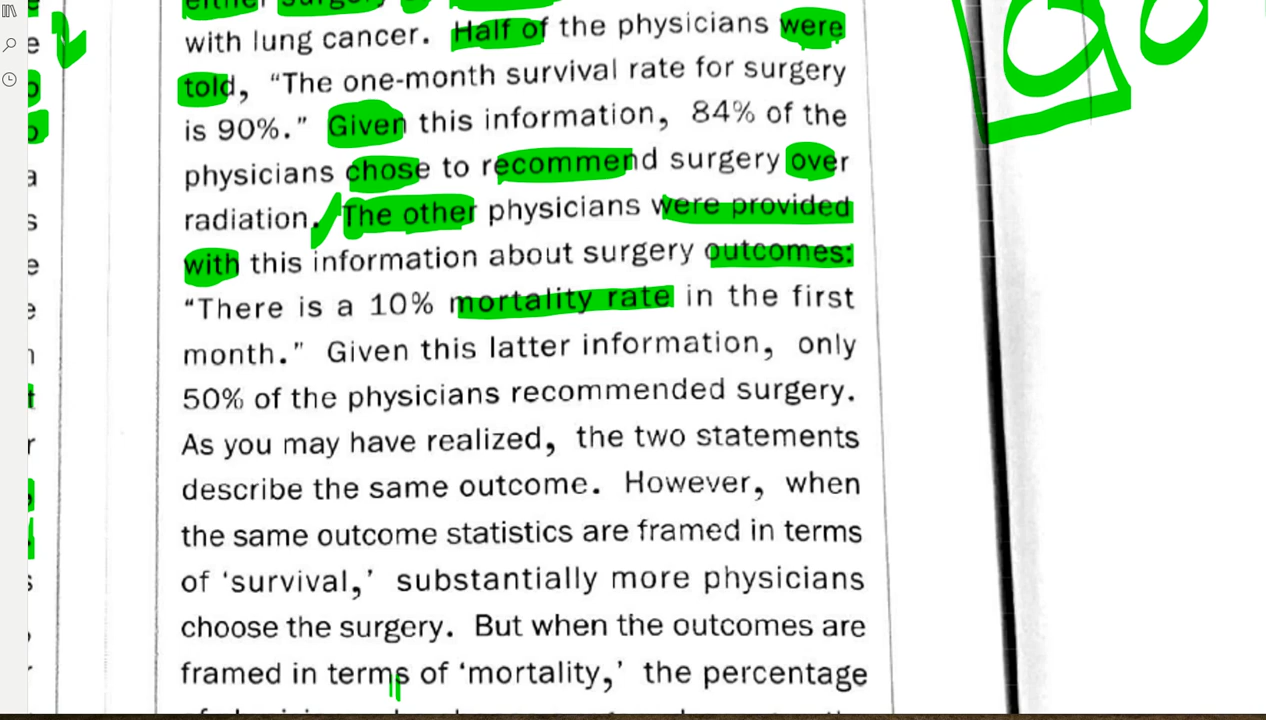 with lung cancer. Half of the physicians were
told, “The one-month survival rate for surgery
is 90%.” Given this information, 84% of the
physicians chose to recommend surgery over
radiation. The other physicians were provided
with this information about surgery outcomes:
“There is a 10% mortality rate in the first
month.” Given this latter information, only
50% of the physicians recommended surgery.
As you may have realized, the two statements
describe the same outcome. However, when
the same outcome statistics are framed in terms
of ‘survival,’ substantially more physicians
choose the surgery. But when the outcomes are
framed in terms of ‘mortality,’ the percentage